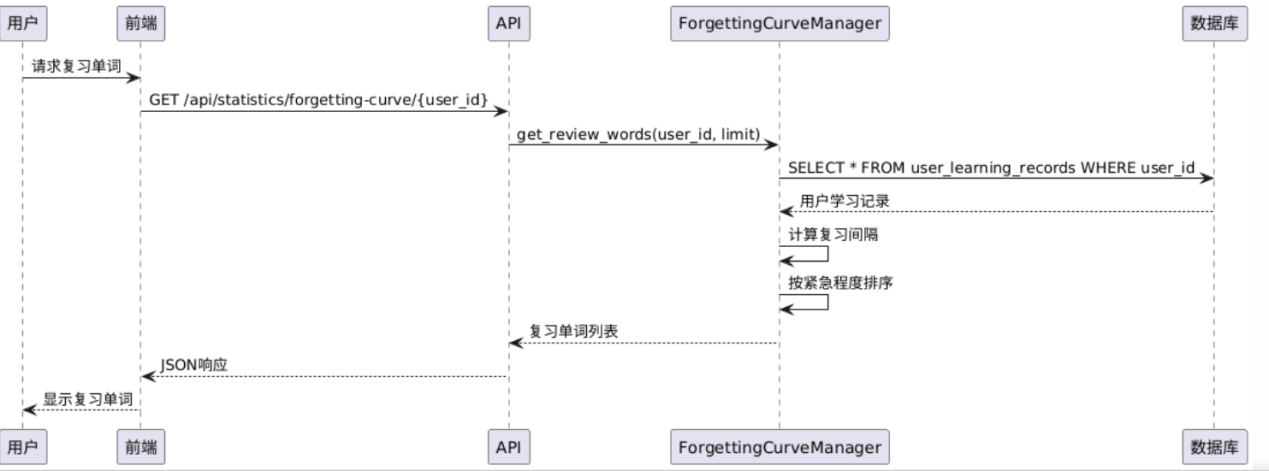 用户 前端 API ForgettingCurveManager 数据库
请求复习单词
GET /api/statistics/forgetting-curve/{user_id}
get_review_words(user_id, limit)
SELECT * FROM user_learning_records WHERE user_id
用户学习记录
计算复习间隔
按紧急程度排序
复习单词列表
JSON响应
显示复习单词
用户 前端 API ForgettingCurveManager 数据库